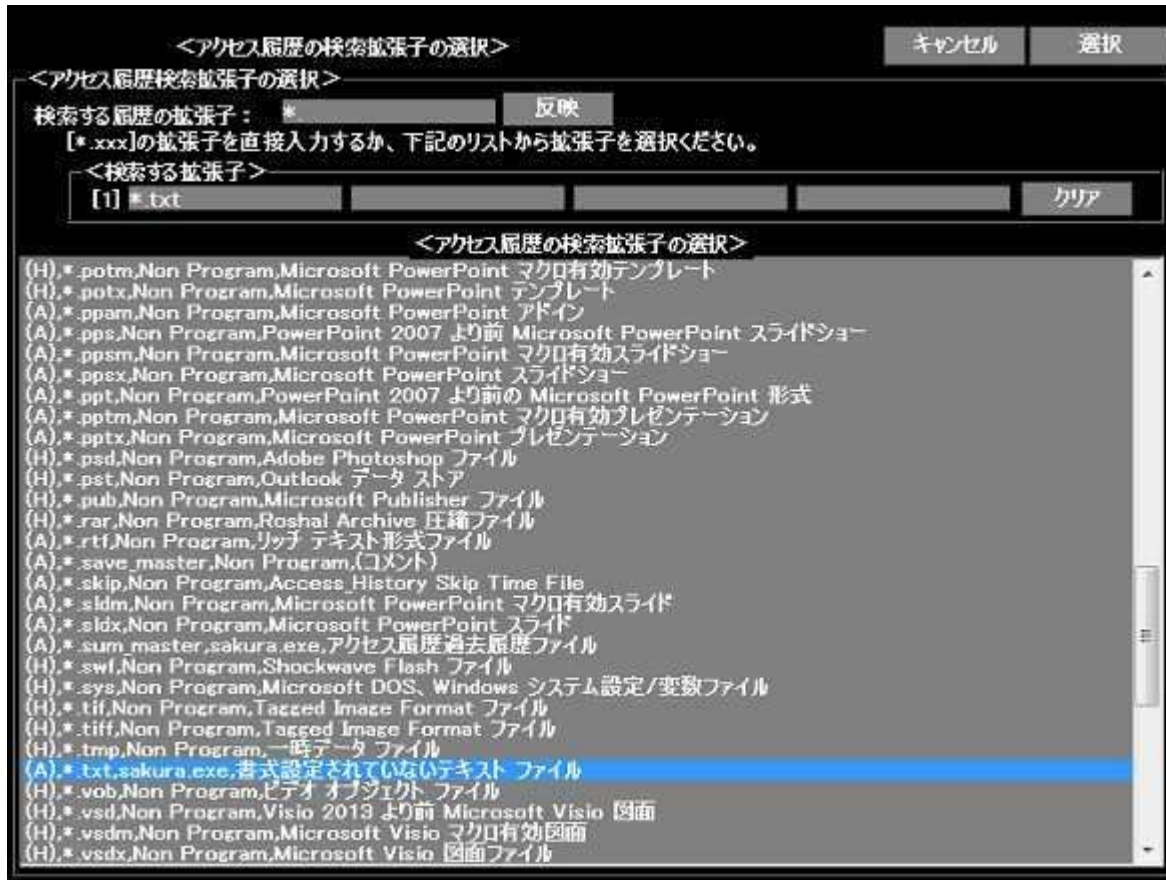 <アクセス履歴の検索拡張子の選択>
キャンセル
選択
<アクセス履歴検索拡張子の選択>
検索する履歴の拡張子： *. 反映
[*.xxx]の拡張子を直接入力するか、下記のリストから拡張子を選択ください。
<検索する拡張子>
[1] *.txt クリア
<アクセス履歴の検索拡張子の選択>
(H),*.potm,Non Program,Microsoft PowerPoint マクロ有効テンプレート
(H),*.potx,Non Program,Microsoft PowerPoint テンプレート
(A),*.ppam,Non Program,Microsoft PowerPoint アドイン
(A),*.pps,Non Program,PowerPoint 2007 より前 Microsoft PowerPoint スライドショー
(A),*.ppsm,Non Program,Microsoft PowerPoint マクロ有効スライドショー
(A),*.ppsx,Non Program,Microsoft PowerPoint スライドショー
(A),*.ppt,Non Program,PowerPoint 2007 より前の Microsoft PowerPoint 形式
(A),*.pptm,Non Program,Microsoft PowerPoint マクロ有効プレゼンテーション
(A),*.pptx,Non Program,Microsoft PowerPoint プレゼンテーション
(H),*.psd,Non Program,Adobe Photoshop ファイル
(H),*.pst,Non Program,Outlook データ ストア
(H),*.pub,Non Program,Microsoft Publisher ファイル
(H),*.rar,Non Program,Roshal Archive 圧縮ファイル
(A),*.rtf,Non Program,リッチ テキスト形式ファイル
(A),*.save_master,Non Program,(コメント)
(A),*.skip,Non Program,Access_History Skip Time File
(A),*.sldm,Non Program,Microsoft PowerPoint マクロ有効スライド
(A),*.sldx,Non Program,Microsoft PowerPoint スライド
(A),*.sum_master,sakura.exe,アクセス履歴過去履歴ファイル
(H),*.swf,Non Program,Shockwave Flash ファイル
(H),*.sys,Non Program,Microsoft DOS、Windows システム設定/変数ファイル
(H),*.tif,Non Program,Tagged Image Format ファイル
(H),*.tiff,Non Program,Tagged Image Format ファイル
(H),*.tmp,Non Program,一時データ ファイル
(A),*.txt,sakura.exe,書式設定されていないテキスト ファイル
(H),*.vob,Non Program,ビデオ オブジェクト ファイル
(H),*.vsd,Non Program,Visio 2013 より前 Microsoft Visio 図面
(H),*.vsdm,Non Program,Microsoft Visio マクロ有効図面
(H),*.vsdx,Non Program,Microsoft Visio 図面ファイル